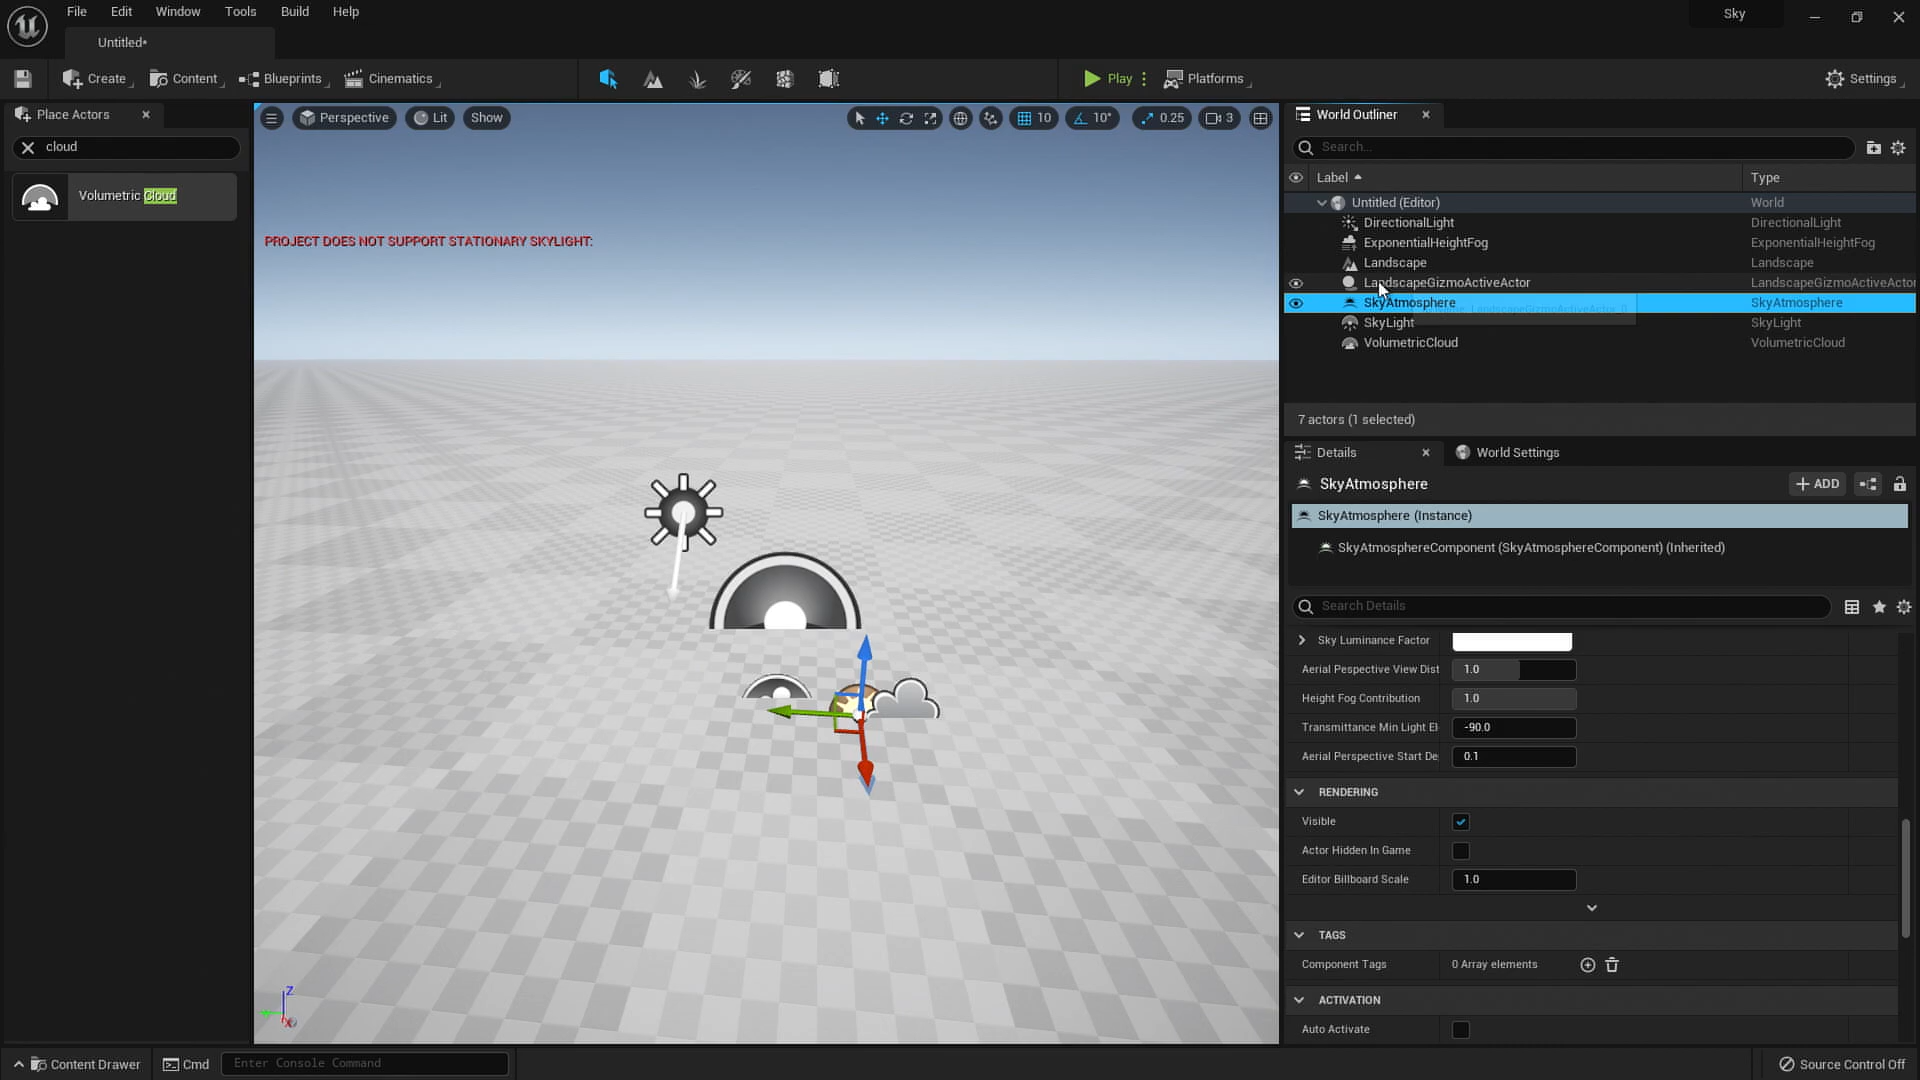 File Edit Window Tools Build Help
Sky
Untitled*
Create Content Blueprints Cinematics Play Platforms Settings
Place Actors
cloud
Volumetric Cloud
Perspective Lit Show
10 10° 0.25 3
PROJECT DOES NOT SUPPORT STATIONARY SKYLIGHT:
Z
World Outliner
Search...
Label Type
Untitled (Editor) World
DirectionalLight DirectionalLight
ExponentialHeightFog ExponentialHeightFog
Landscape Landscape
LandscapeGizmoActiveActor LandscapeGizmoActiveActor
SkyAtmosphere SkyAtmosphere
SkyLight SkyLight
VolumetricCloud VolumetricCloud
7 actors (1 selected)
Details World Settings
SkyAtmosphere + ADD
SkyAtmosphere (Instance)
SkyAtmosphereComponent (SkyAtmosphereComponent) (Inherited)
Search Details
Sky Luminance Factor
Aerial Pespective View Dist 1.0
Height Fog Contribution 1.0
Transmittance Min Light El -90.0
Aerial Perspective Start De 0.1
RENDERING
Visible
Actor Hidden In Game
Editor Billboard Scale 1.0
TAGS
Component Tags 0 Array elements
ACTIVATION
Auto Activate
Content Drawer Cmd Enter Console Command Source Control Off